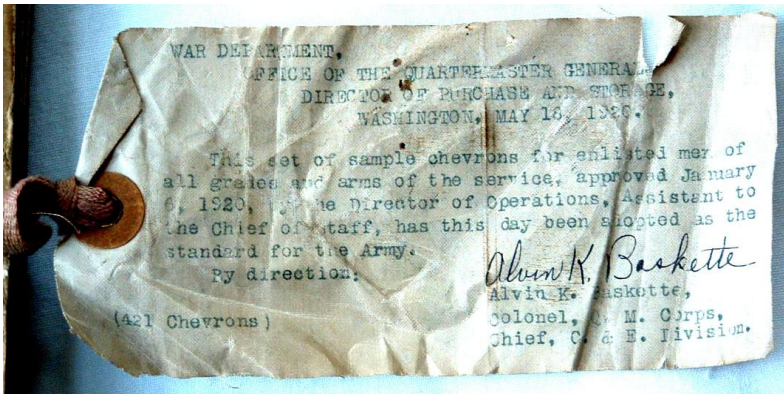 WAR DEPARTMENT,
OFFICE OF THE QUARTERMASTER GENERAL,
DIRECTOR OF PURCHASE AND STORAGE,
WASHINGTON, MAY 18, 1920.
This set of sample chevrons for enlisted men of
all grades and arms of the service, approved January
6, 1920, by the Director of Operations, Assistant to
the Chief of Staff, has this day been adopted as the
standard for the Army.
By direction:
Alvin K. Baskette
Alvin K. Baskette,
Colonel, Q. M. Corps,
(421 Chevrons)
Chief, C. & E. Division.